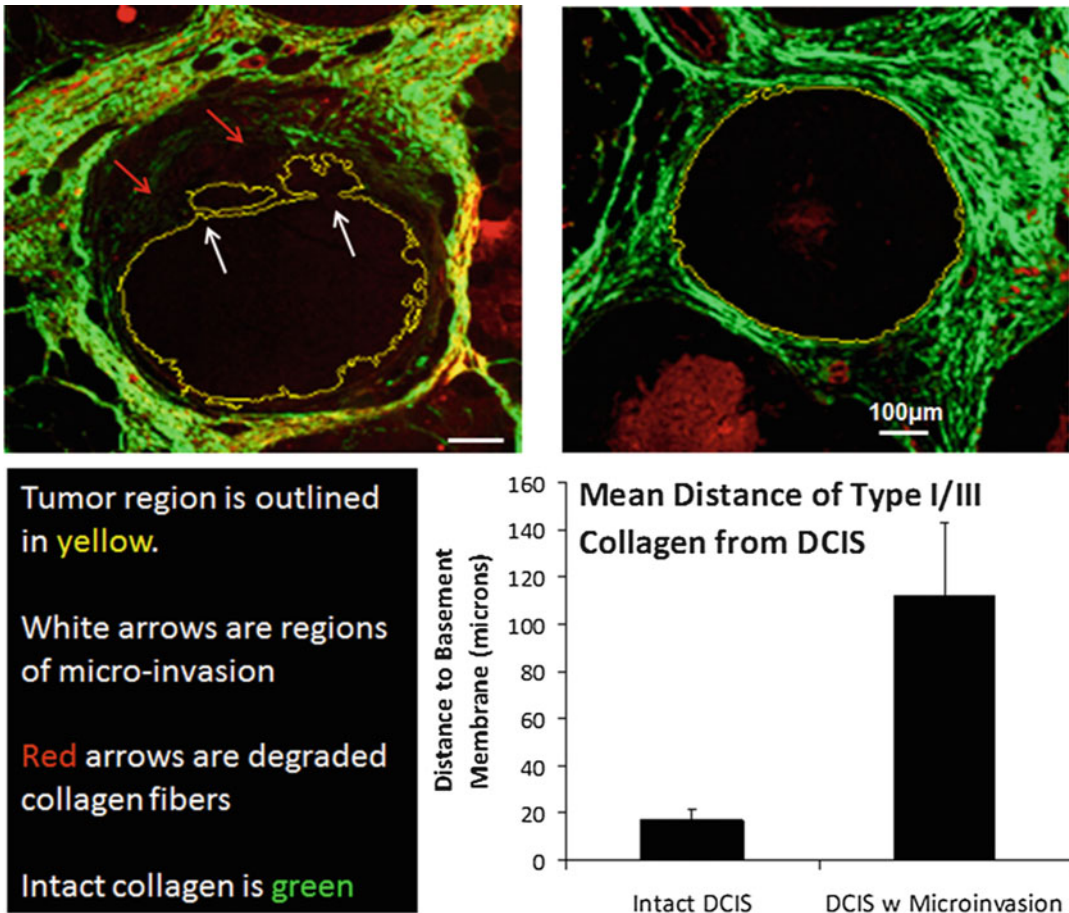 100µm
Tumor region is outlined
in yellow.
White arrows are regions
of micro-invasion
Red arrows are degraded
collagen fibers
Intact collagen is green
Mean Distance of Type I/III
Collagen from DCIS
Distance to Basement
Membrane (microns)
160
140
120
100
80
60
40
20
0
Intact DCIS
DCIS w Microinvasion